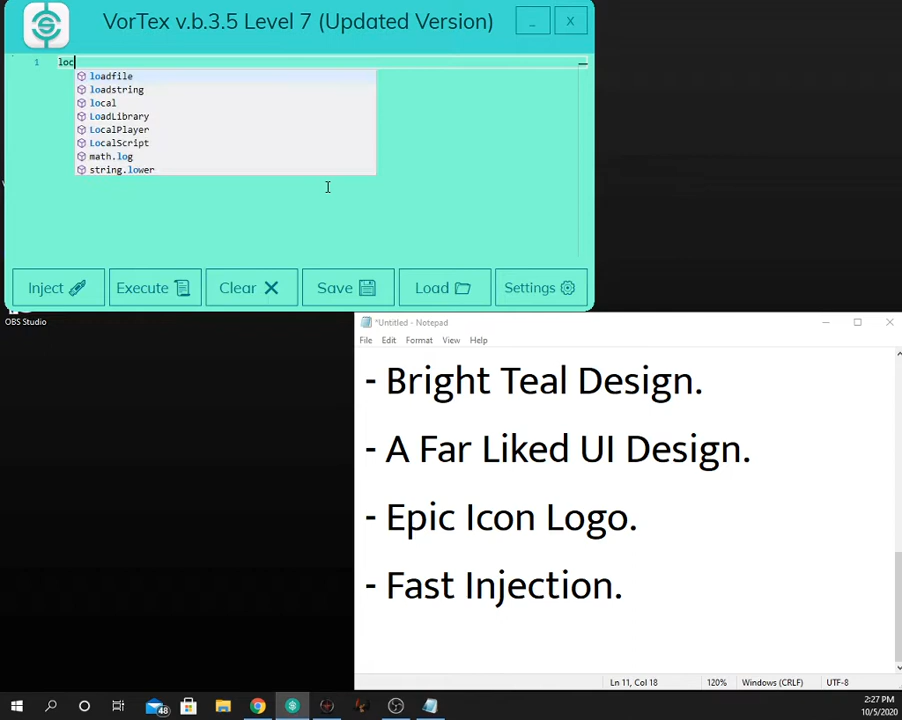 VorTex v.b.3.5 Level 7 (Updated Version)
_ X
1 loc
loadfile
loadstring
local
LoadLibrary
LocalPlayer
LocalScript
math.log
string.lower
Inject Execute Clear Save Load Settings
OBS Studio
*Untitled - Notepad
File Edit Format View Help
- Bright Teal Design.
- A Far Liked UI Design.
- Epic Icon Logo.
- Fast Injection.
Ln 11, Col 18 120% Windows (CRLF) UTF-8
48
2:27 PM
10/5/2020